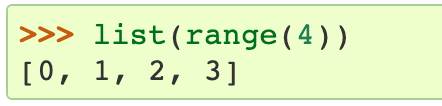 >>> list(range(4))
[0, 1, 2, 3]